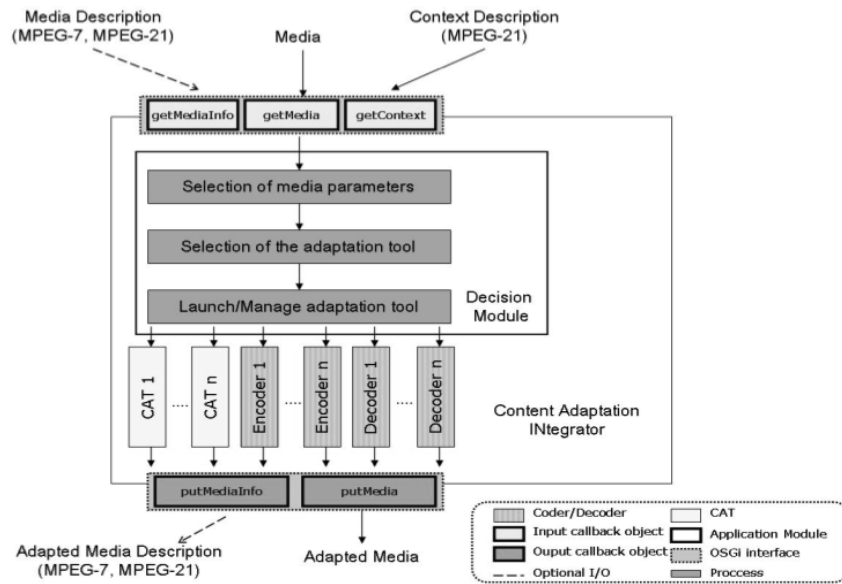 Media Description
(MPEG-7, MPEG-21)
Media
Context Description
(MPEG-21)
getMediaInfo
getMedia
getContext
Selection of media parameters
Selection of the adaptation tool
Launch/Manage adaptation tool
Decision
Module
CAT 1
.....
CAT n
Encoder 1
.....
Encoder n
Decoder 1
.....
Decoder n
Content Adaptation
INtegrator
putMediaInfo
putMedia
Adapted Media Description
(MPEG-7, MPEG-21)
Adapted Media
Coder/Decoder
CAT
Input callback object
Application Module
Ouput callback object
OSGi interface
Optional I/O
Proccess